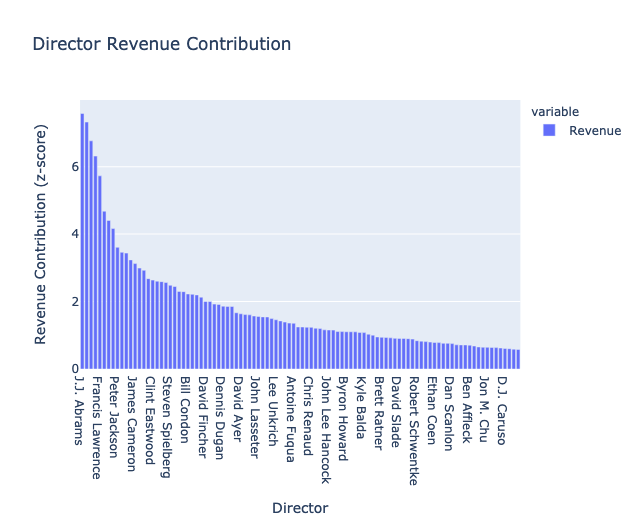 Director Revenue Contribution
variable
Revenue
Revenue Contribution (z-score)
6
4
2
0
J.J. Abrams
Francis Lawrence
Peter Jackson
James Cameron
Clint Eastwood
Steven Spielberg
Bill Condon
David Fincher
Dennis Dugan
David Ayer
John Lasseter
Lee Unkrich
Antoine Fuqua
Chris Renaud
John Lee Hancock
Byron Howard
Kyle Balda
Brett Ratner
David Slade
Robert Schwentke
Ethan Coen
Dan Scanlon
Ben Affleck
Jon M. Chu
D.J. Caruso
Director